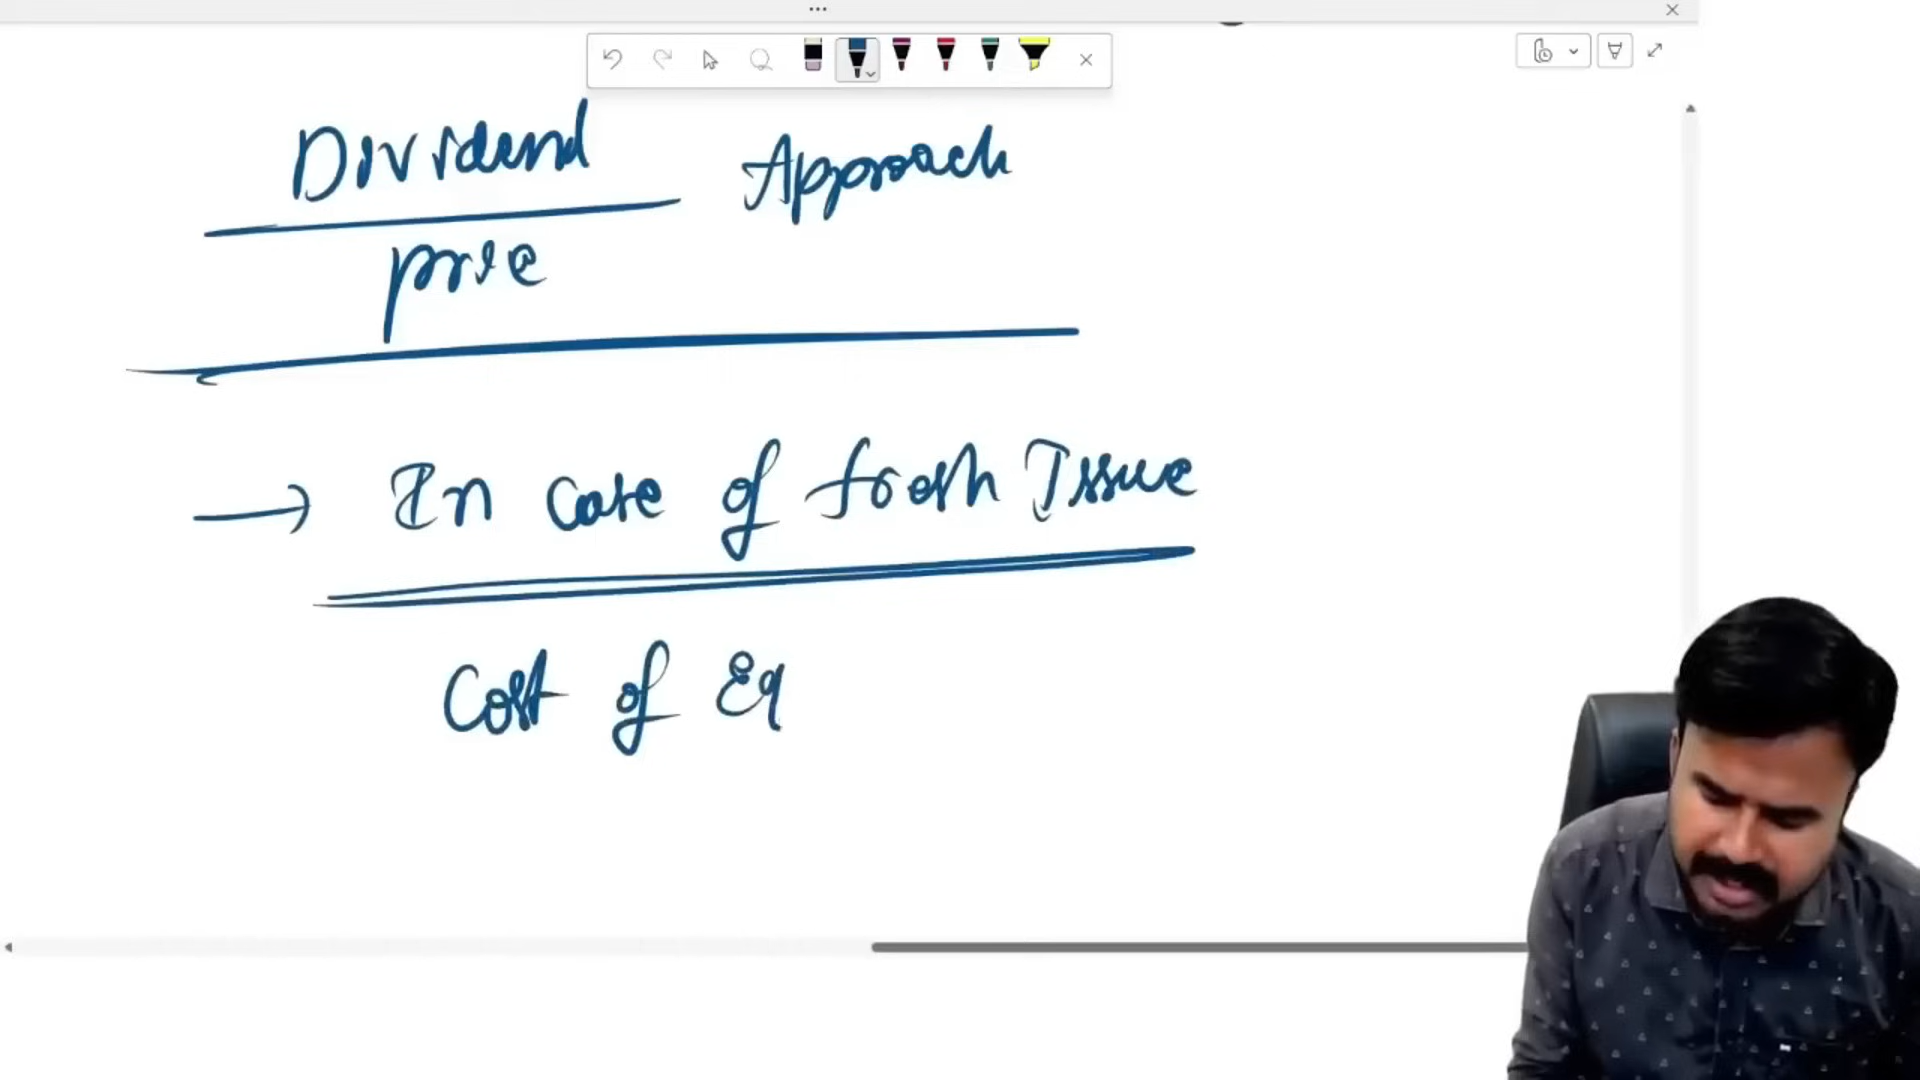 Dividend Approach
price
→ In case of fresh Issue
Cost of Eq